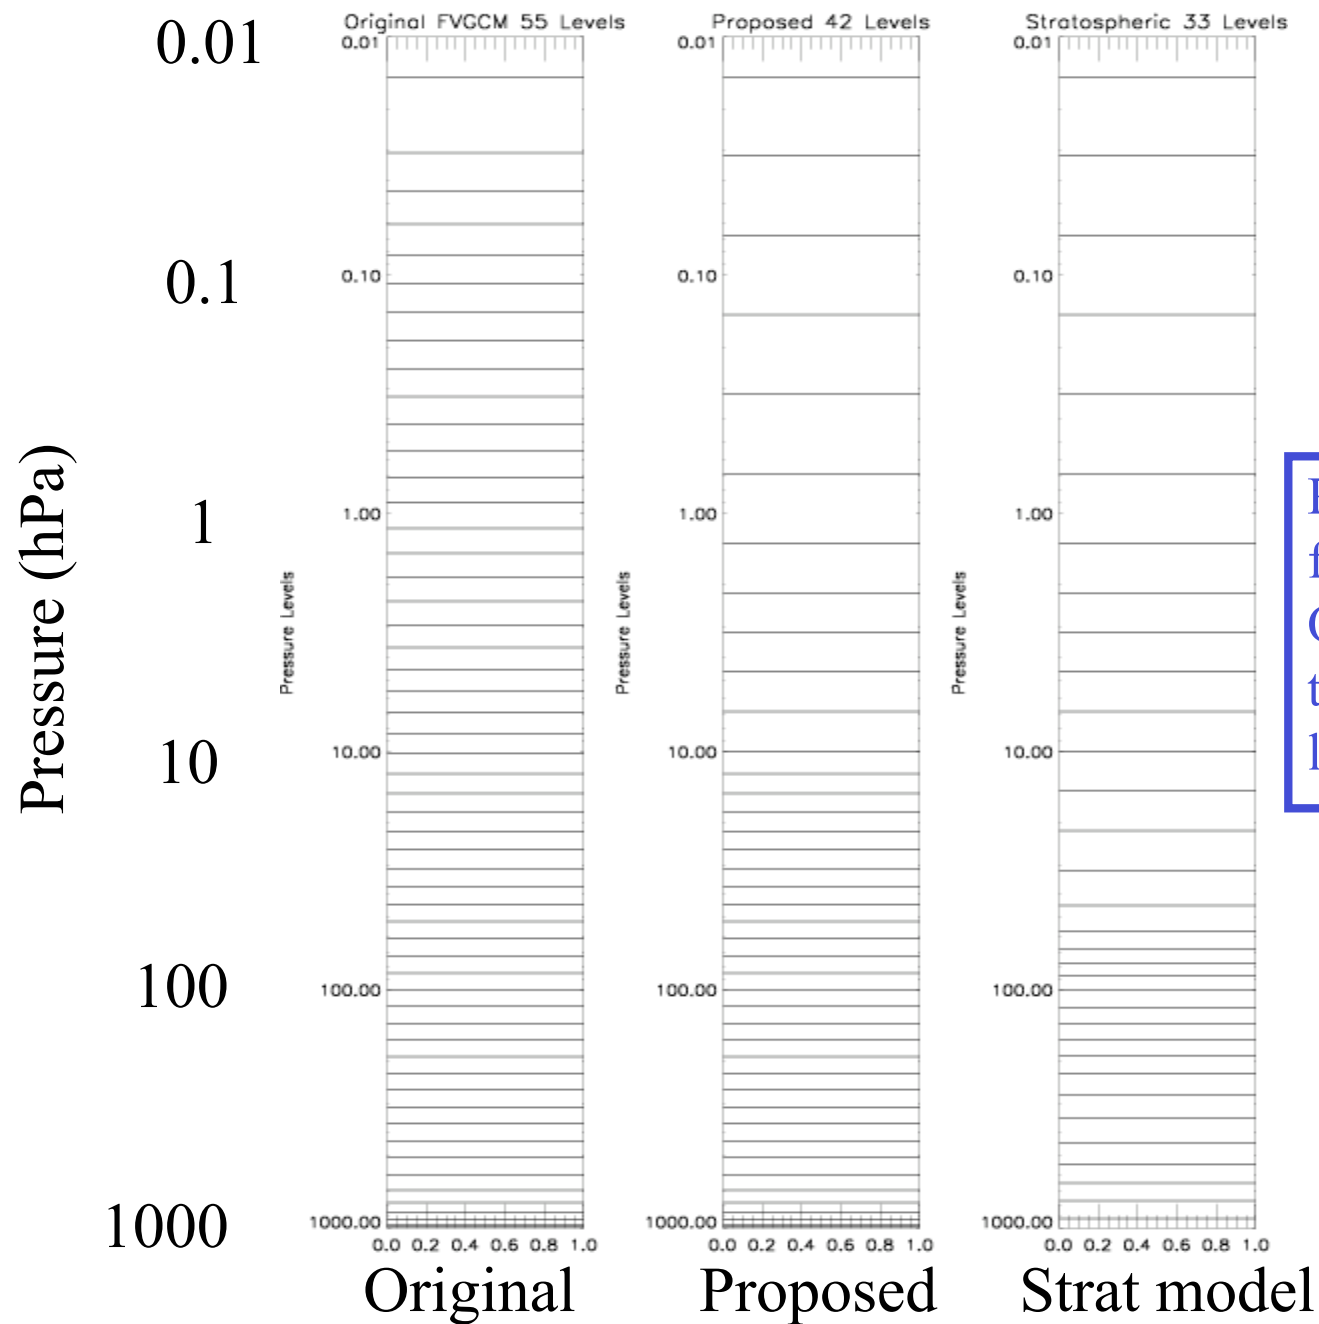 Original FVGCM 55 Levels
Proposed 42 Levels
Stratospheric 33 Levels
Pressure (hPa)
0.01
0.1
1
10
100
1000
Pressure Levels
0.01
0.10
1.00
10.00
100.00
1000.00
0.0 0.2 0.4 0.6 0.8 1.0
Pressure Levels
0.01
0.10
1.00
10.00
100.00
1000.00
0.0 0.2 0.4 0.6 0.8 1.0
Pressure Levels
0.01
0.10
1.00
10.00
100.00
1000.00
0.0 0.2 0.4 0.6 0.8 1.0
Original
Proposed
Strat model